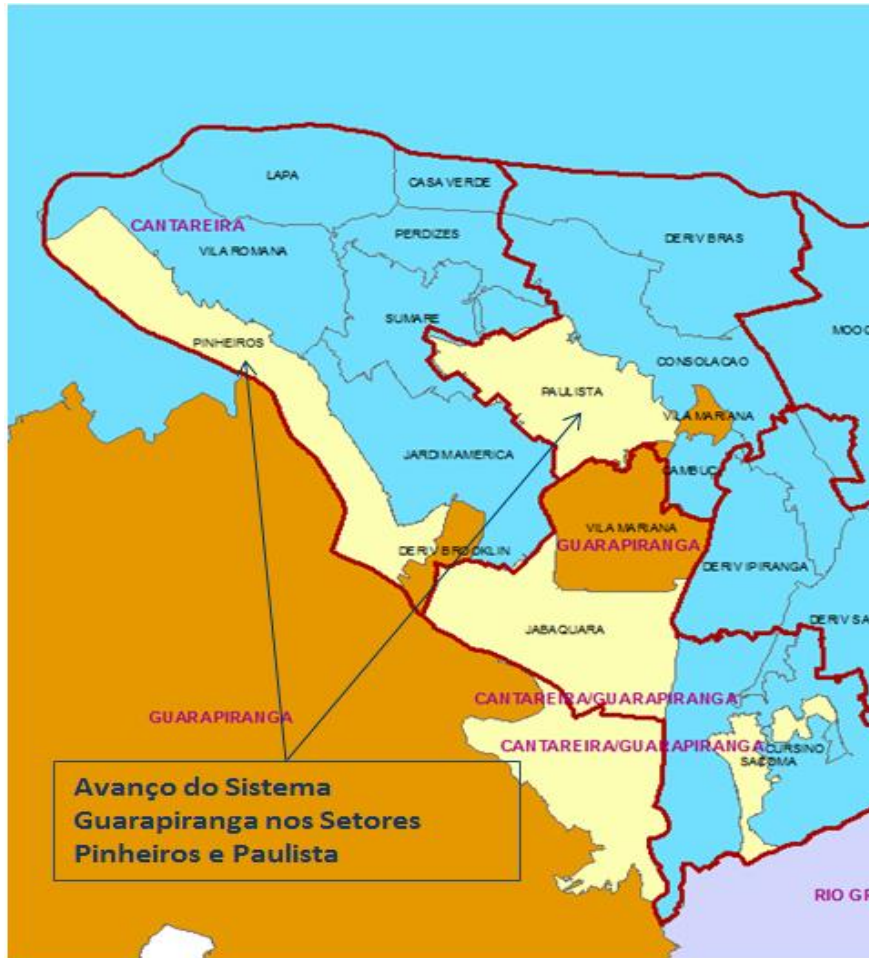 LAPA
CASA VERDE
CANTAREIRA
PERDIZES
DERIV BRAS
VILA ROMANA
SUMARE
MOOC
PINHEIROS
CONSOLACAO
PAULISTA
VILA MARIANA
JARDIM AMERICA
CAMBUC
VILA MARIANA
GUARAPIRANGA
DERIV BROOKLIN
DERIV IPIRANGA
DERIV SA
JABAQUARA
CANTAREIRA/GUARAPIRANGA
GUARAPIRANGA
CANTAREIRA/GUARAPIRANGA
CURSINO
SACOMA
Avanço do Sistema
Guarapiranga nos Setores
Pinheiros e Paulista
RIO GR